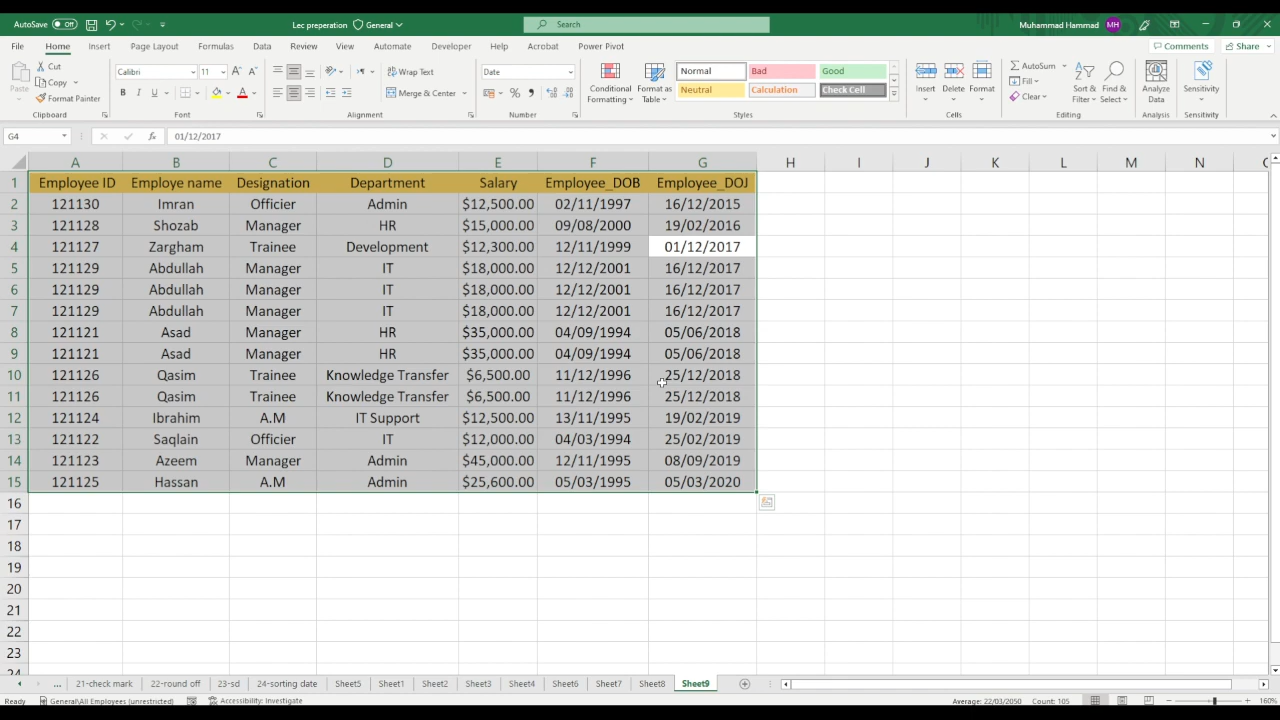 AutoSave Off Lec preperation General Search Muhammad Hammad MH
File Home Insert Page Layout Formulas Data Review View Automate Developer Help Acrobat Power Pivot Comments Share
Paste Cut Copy Format Painter Clipboard
Calibri 11 A A B I U A Font
Wrap Text Merge & Center Alignment
Date % Number
Conditional Formatting Format as Table Normal Bad Good Neutral Calculation Check Cell Styles
Insert Delete Format Cells
AutoSum Fill Clear Sort & Filter Find & Select Editing
Analyze Data Analysis
Sensitivity Sensitivity
G4 fx 01/12/2017
A B C D E F G H I J K L M N
1 Employee ID Employe name Designation Department Salary Employee_DOB Employee_DOJ
2 121130 Imran Officier Admin $12,500.00 02/11/1997 16/12/2015
3 121128 Shozab Manager HR $15,000.00 09/08/2000 19/02/2016
4 121127 Zargham Trainee Development $12,300.00 12/11/1999 01/12/2017
5 121129 Abdullah Manager IT $18,000.00 12/12/2001 16/12/2017
6 121129 Abdullah Manager IT $18,000.00 12/12/2001 16/12/2017
7 121129 Abdullah Manager IT $18,000.00 12/12/2001 16/12/2017
8 121121 Asad Manager HR $35,000.00 04/09/1994 05/06/2018
9 121121 Asad Manager HR $35,000.00 04/09/1994 05/06/2018
10 121126 Qasim Trainee Knowledge Transfer $6,500.00 11/12/1996 25/12/2018
11 121126 Qasim Trainee Knowledge Transfer $6,500.00 11/12/1996 25/12/2018
12 121124 Ibrahim A.M IT Support $12,500.00 13/11/1995 19/02/2019
13 121122 Saqlain Officier IT $12,000.00 04/03/1994 25/02/2019
14 121123 Azeem Manager Admin $45,000.00 12/11/1995 08/09/2019
15 121125 Hassan A.M Admin $25,600.00 05/03/1995 05/03/2020
16
17
18
19
20
21
22
23
24
... 21-check mark 22-round off 23-sd 24-sorting date Sheet5 Sheet1 Sheet2 Sheet3 Sheet4 Sheet6 Sheet7 Sheet8 Sheet9
Ready General\All Employees (unrestricted) Accessibility: Investigate Average: 22/03/2050 Count: 105 160%